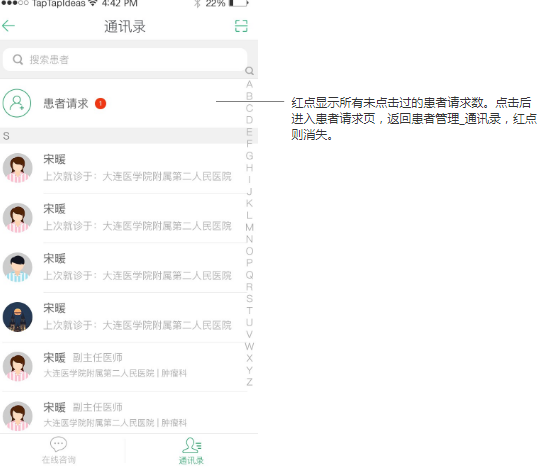 TapTapIdeas 4:42 PM 22%
通讯录
搜索患者
患者请求 1
红点显示所有未点击过的患者请求数。点击后
进入患者请求页，返回患者管理_通讯录，红点
则消失。
S
宋暖
上次就诊于：大连医学院附属第二人民医院
宋暖
上次就诊于：大连医学院附属第二人民医院
宋暖
上次就诊于：大连医学院附属第二人民医院
宋暖
上次就诊于：大连医学院附属第二人民医院
宋暖 副主任医师
大连医学院附属第二人民医院 | 肿瘤科
宋暖 副主任医师
大连医学院附属第二人民医院 | 肿瘤科
A
B
C
D
E
F
G
H
I
J
K
L
M
N
O
P
Q
R
S
T
U
V
W
X
Y
Z
在线咨询
通讯录